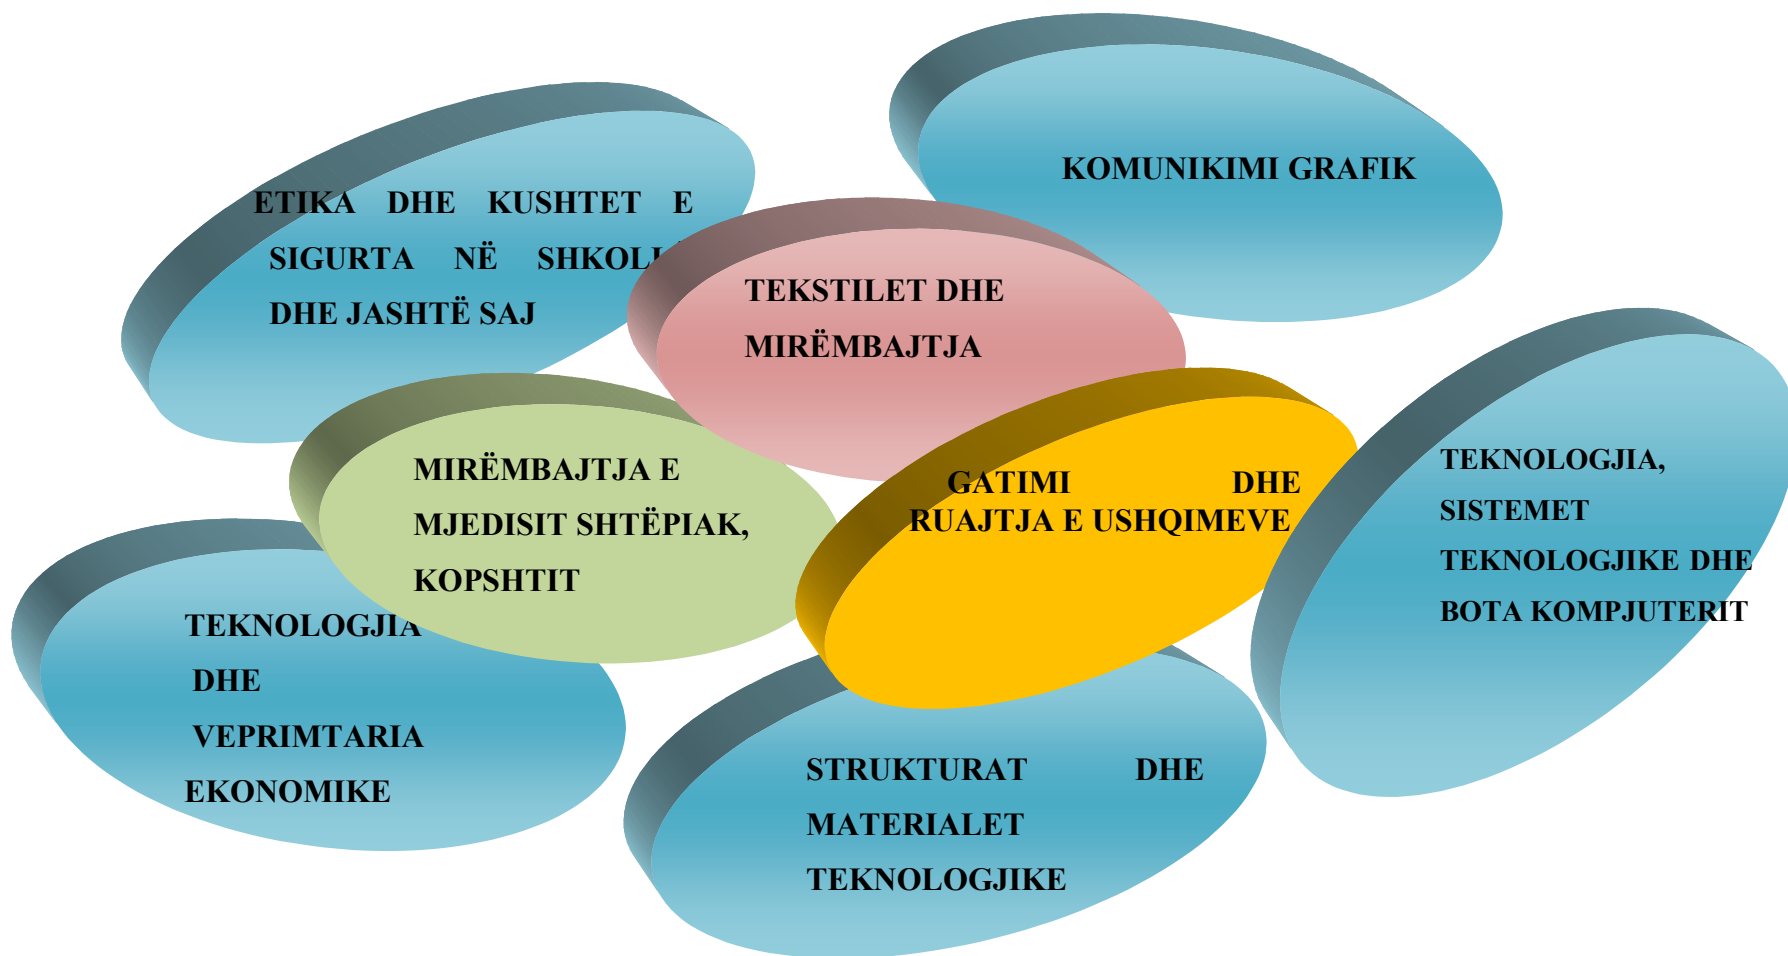 KOMUNIKIMI GRAFIK
ETIKA DHE KUSHTET E
SIGURTA NË SHKOLLË
DHE JASHTË SAJ
TEKSTILET DHE
MIRËMBAJTJA
MIRËMBAJTJA E
MJEDISIT SHTËPIAK,
KOPSHTIT
GATIMI DHE
RUAJTJA E USHQIMEVE
TEKNOLOGJIA,
SISTEMET
TEKNOLOGJIKE DHE
BOTA KOMPJUTERIT
TEKNOLOGJIA
DHE
VEPRIMTARIA
EKONOMIKE
STRUKTURAT DHE
MATERIALET
TEKNOLOGJIKE